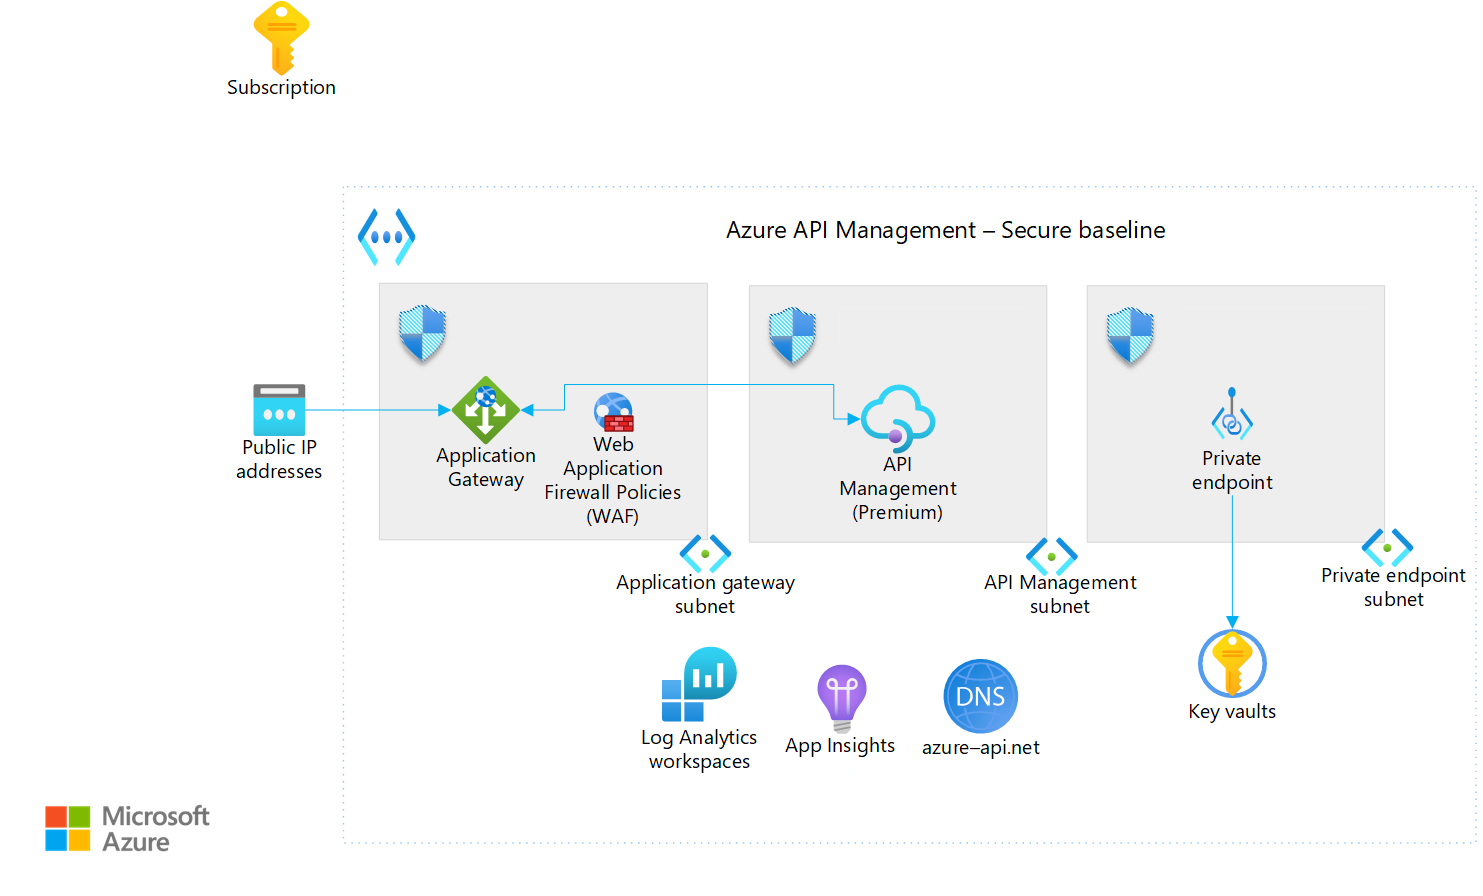 Subscription
Azure API Management – Secure baseline
Public IP
addresses
Application
Gateway
Web
Application
Firewall Policies
(WAF)
API
Management
(Premium)
Private
endpoint
Application gateway
subnet
API Management
subnet
Private endpoint
subnet
Log Analytics
workspaces
App Insights
DNS
azure–api.net
Key vaults
Microsoft
Azure